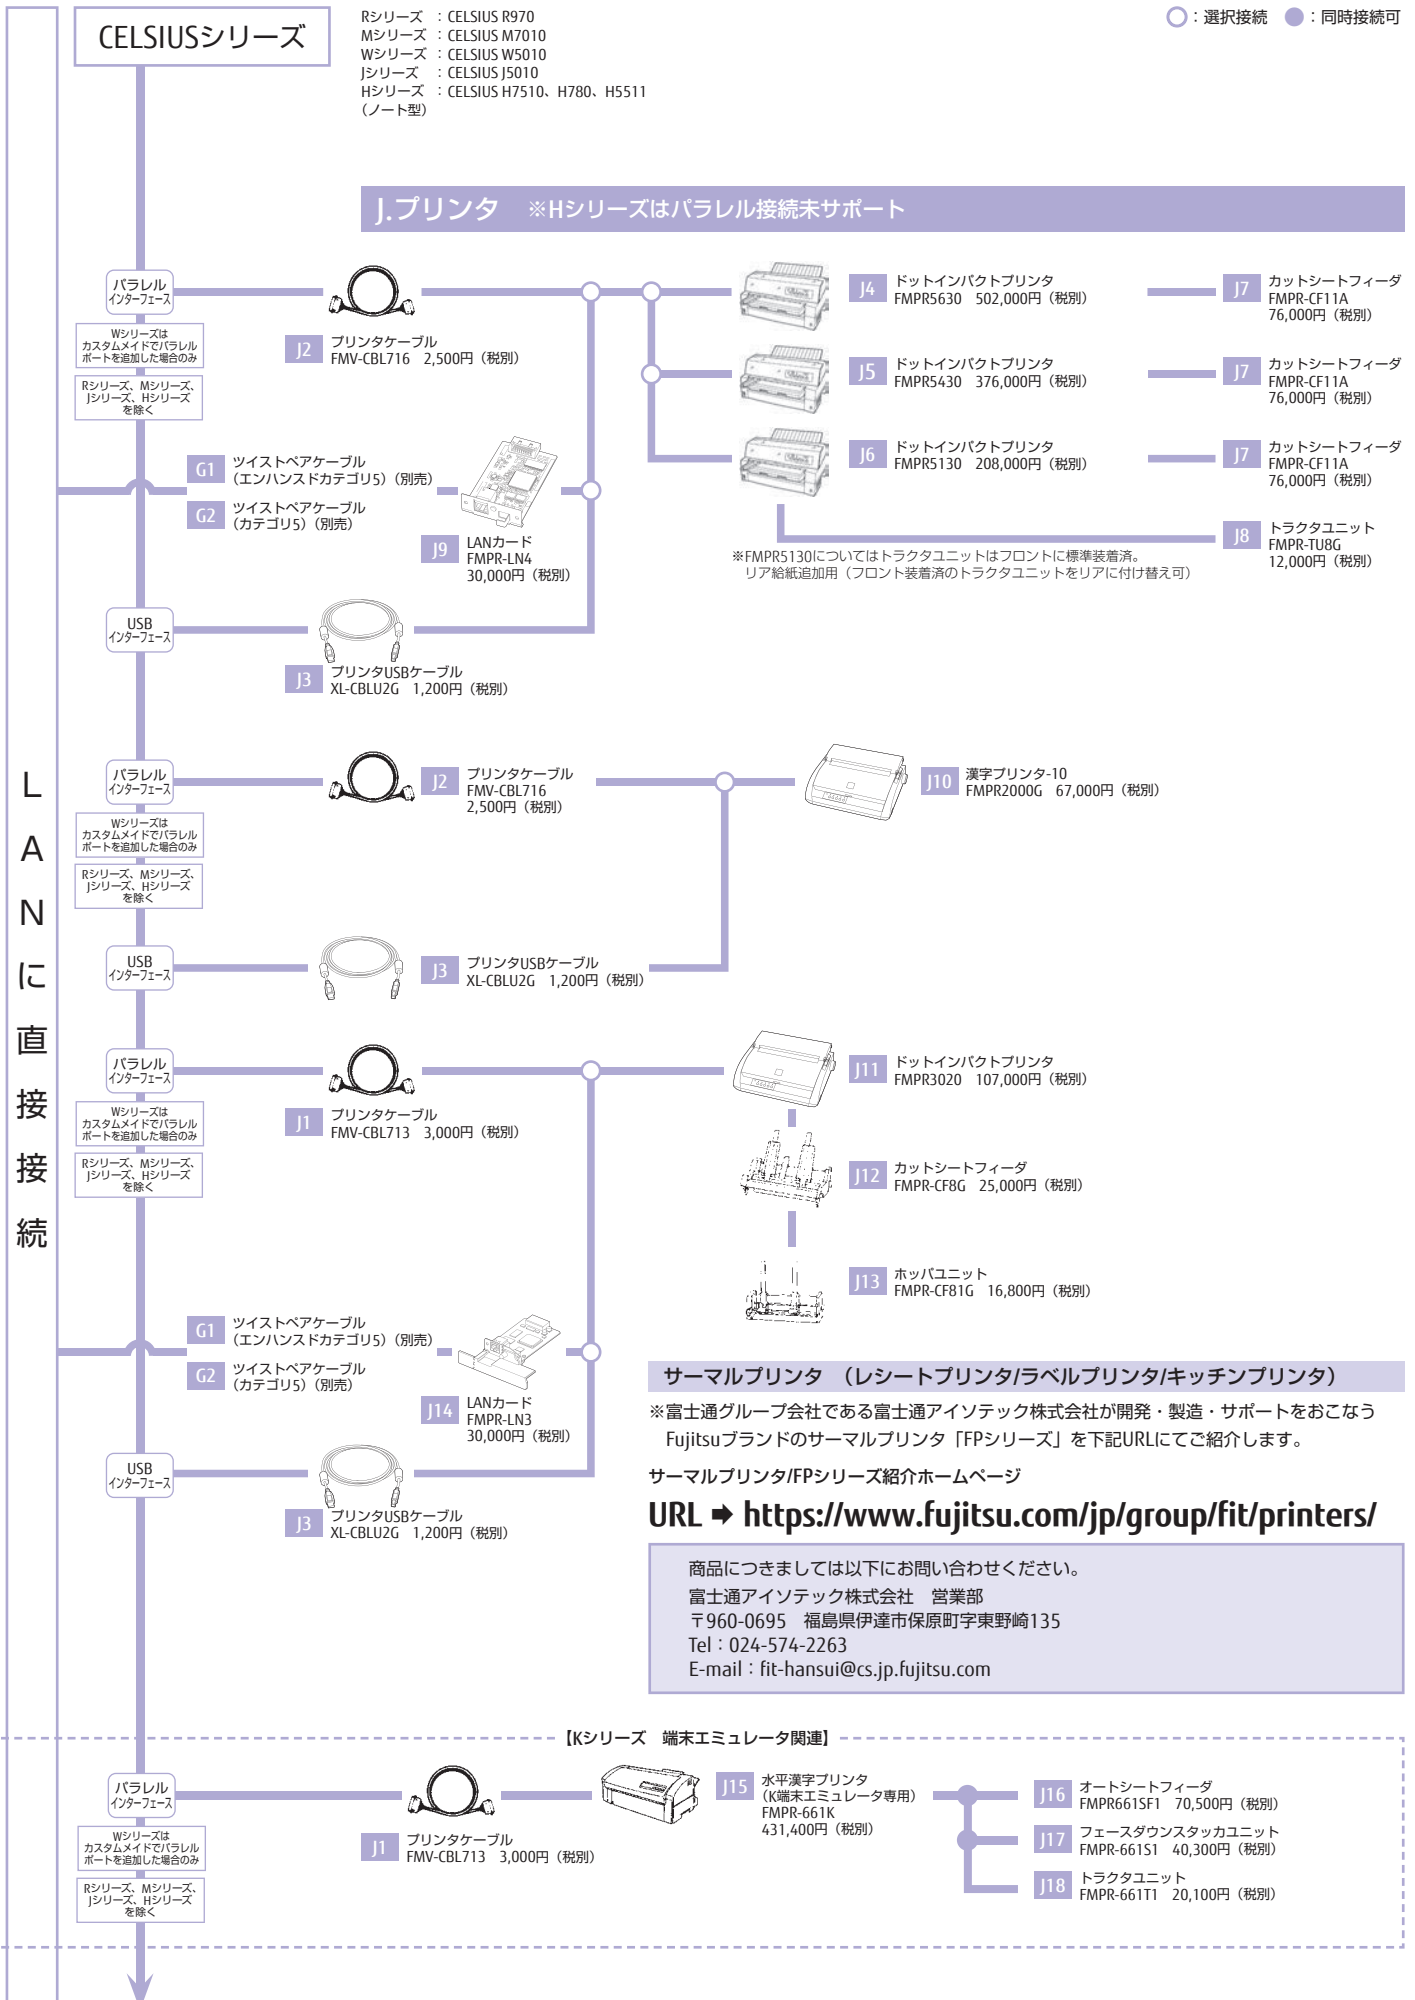 CELSIUSシリーズ
Rシリーズ ：CELSIUS R970
Mシリーズ ：CELSIUS M7010
Wシリーズ ：CELSIUS W5010
Jシリーズ ：CELSIUS J5010
Hシリーズ ：CELSIUS H7510、H780、H5511
（ノート型）
○：選択接続 ●：同時接続可
J.プリンタ ※Hシリーズはパラレル接続未サポート
パラレル
インターフェース
Wシリーズは
カスタムメイドでパラレル
ポートを追加した場合のみ
Rシリーズ、Mシリーズ、
Jシリーズ、Hシリーズ
を除く
J2 プリンタケーブル
FMV-CBL716 2,500円（税別）
J4 ドットインパクトプリンタ
FMPR5630 502,000円（税別）
J7 カットシートフィーダ
FMPR-CF11A
76,000円（税別）
J5 ドットインパクトプリンタ
FMPR5430 376,000円（税別）
J7 カットシートフィーダ
FMPR-CF11A
76,000円（税別）
J6 ドットインパクトプリンタ
FMPR5130 208,000円（税別）
J7 カットシートフィーダ
FMPR-CF11A
76,000円（税別）
G1 ツイストペアケーブル
（エンハンスドカテゴリ5）（別売）
G2 ツイストペアケーブル
（カテゴリ5）（別売）
J9 LANカード
FMPR-LN4
30,000円（税別）
J8 トラクタユニット
FMPR-TU8G
12,000円（税別）
※FMPR5130についてはトラクタユニットはフロントに標準装着済。
リア給紙追加用（フロント装着済のトラクタユニットをリアに付け替え可）
USB
インターフェース
J3 プリンタUSBケーブル
XL-CBLU2G 1,200円（税別）
LANに直接接続
パラレル
インターフェース
Wシリーズは
カスタムメイドでパラレル
ポートを追加した場合のみ
Rシリーズ、Mシリーズ、
Jシリーズ、Hシリーズ
を除く
J2 プリンタケーブル
FMV-CBL716
2,500円（税別）
J10 漢字プリンタ-10
FMPR2000G 67,000円（税別）
USB
インターフェース
J3 プリンタUSBケーブル
XL-CBLU2G 1,200円（税別）
パラレル
インターフェース
Wシリーズは
カスタムメイドでパラレル
ポートを追加した場合のみ
Rシリーズ、Mシリーズ、
Jシリーズ、Hシリーズ
を除く
J1 プリンタケーブル
FMV-CBL713 3,000円（税別）
J11 ドットインパクトプリンタ
FMPR3020 107,000円（税別）
J12 カットシートフィーダ
FMPR-CF8G 25,000円（税別）
J13 ホッパユニット
FMPR-CF81G 16,800円（税別）
G1 ツイストペアケーブル
（エンハンスドカテゴリ5）（別売）
G2 ツイストペアケーブル
（カテゴリ5）（別売）
J14 LANカード
FMPR-LN3
30,000円（税別）
USB
インターフェース
J3 プリンタUSBケーブル
XL-CBLU2G 1,200円（税別）
サーマルプリンタ （レシートプリンタ/ラベルプリンタ/キッチンプリンタ）
※富士通グループ会社である富士通アイソテック株式会社が開発・製造・サポートをおこなう
Fujitsuブランドのサーマルプリンタ「FPシリーズ」を下記URLにてご紹介します。
サーマルプリンタ/FPシリーズ紹介ホームページ
URL ➡ https://www.fujitsu.com/jp/group/fit/printers/
商品につきましては以下にお問い合わせください。
富士通アイソテック株式会社 営業部
〒960-0695 福島県伊達市保原町字東野崎135
Tel：024-574-2263
E-mail：fit-hansui@cs.jp.fujitsu.com
【Kシリーズ 端末エミュレータ関連】
パラレル
インターフェース
Wシリーズは
カスタムメイドでパラレル
ポートを追加した場合のみ
Rシリーズ、Mシリーズ、
Jシリーズ、Hシリーズ
を除く
J1 プリンタケーブル
FMV-CBL713 3,000円（税別）
J15 水平漢字プリンタ
（K端末エミュレータ専用）
FMPR-661K
431,400円（税別）
J16 オートシートフィーダ
FMPR661SF1 70,500円（税別）
J17 フェースダウンスタッカユニット
FMPR-661S1 40,300円（税別）
J18 トラクタユニット
FMPR-661T1 20,100円（税別）